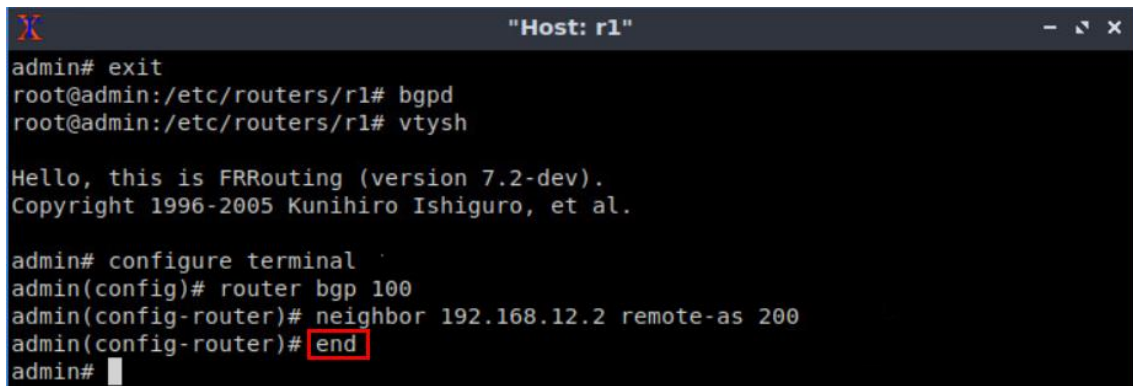 "Host: r1"
admin# exit
root@admin:/etc/routers/r1# bgpd
root@admin:/etc/routers/r1# vtysh
Hello, this is FRRouting (version 7.2-dev).
Copyright 1996-2005 Kunihiro Ishiguro, et al.
admin# configure terminal
admin(config)# router bgp 100
admin(config-router)# neighbor 192.168.12.2 remote-as 200
admin(config-router)# end
admin#